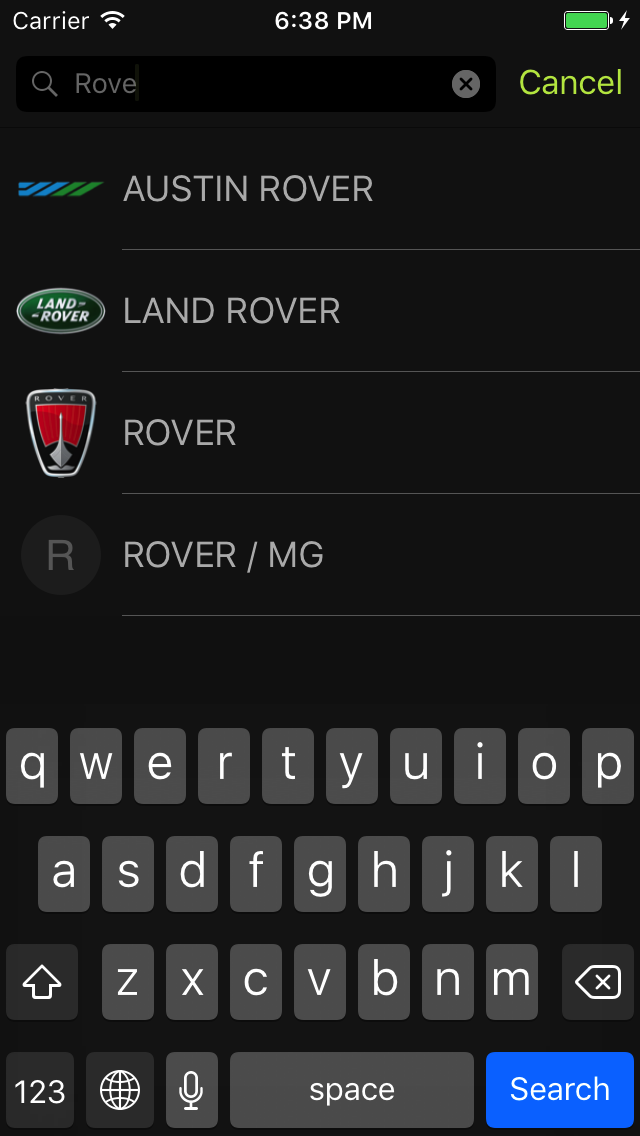 Carrier 6:38 PM
Rove Cancel
AUSTIN ROVER
LAND ROVER LAND ROVER
ROVER ROVER
R ROVER / MG
q w e r t y u i o p
a s d f g h j k l
z x c v b n m
123 space Search